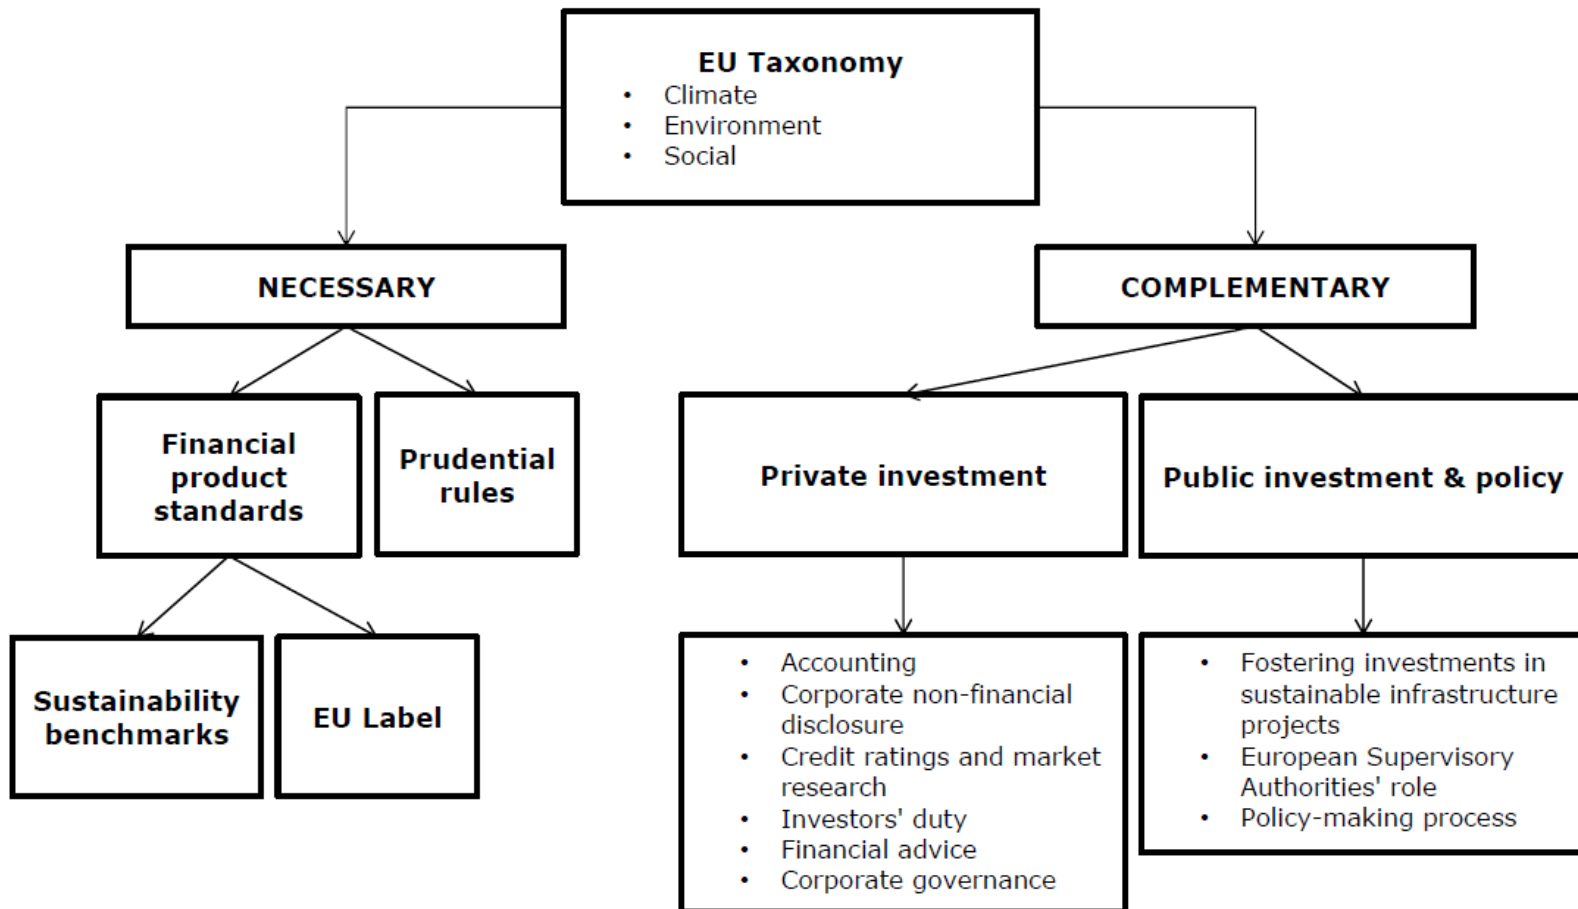 EU Taxonomy
• Climate
• Environment
• Social
NECESSARY
COMPLEMENTARY
Financial
product
standards
Prudential
rules
Private investment
Public investment & policy
Sustainability
benchmarks
EU Label
• Accounting
• Corporate non-financial
disclosure
• Credit ratings and market
research
• Investors' duty
• Financial advice
• Corporate governance
• Fostering investments in
sustainable infrastructure
projects
• European Supervisory
Authorities' role
• Policy-making process